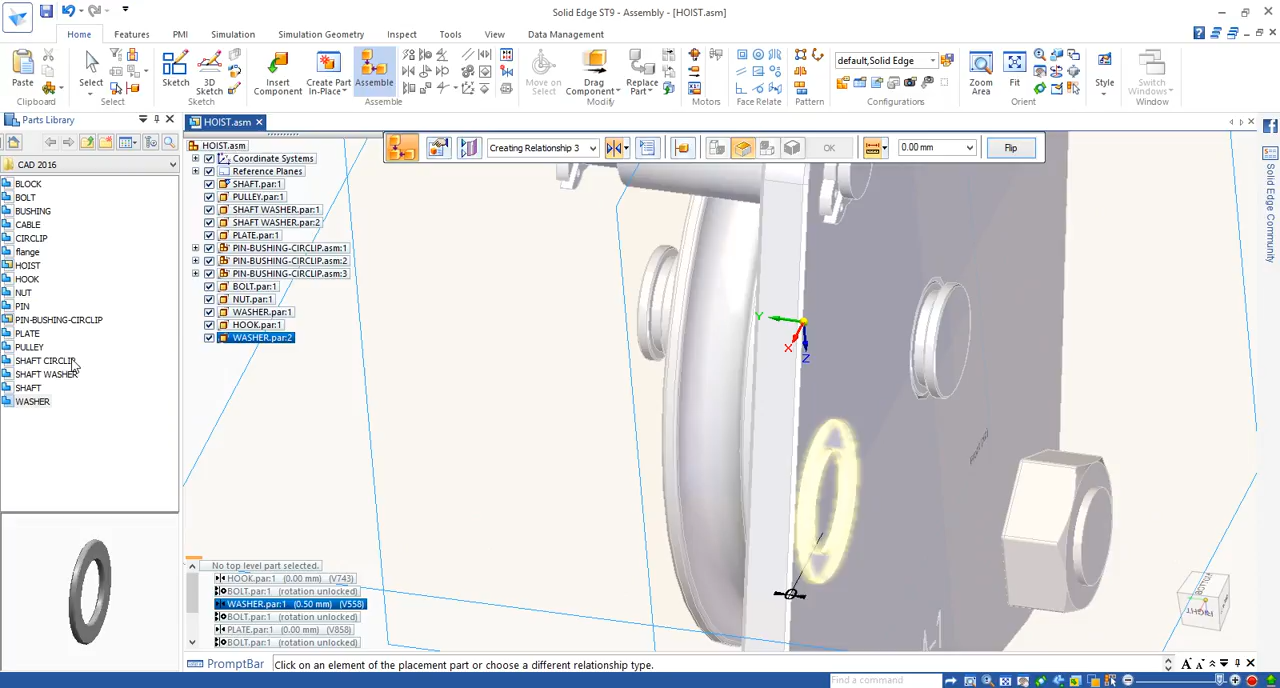 Solid Edge ST9 - Assembly - [HOIST.asm]
Home Features PMI Simulation Simulation Geometry Inspect Tools View Data Management
Paste Select Sketch 3D Sketch Insert Component Create Part In-Place Assemble Move on Select Drag Component Replace Part default,Solid Edge Zoom Area Fit Style Switch Windows
Clipboard Select Sketch Assemble Modify Motors Face Relate Pattern Configurations Orient Window
Parts Library
HOIST.asm
CAD 2016
BLOCK
BOLT
BUSHING
CABLE
CIRCLIP
flange
HOIST
HOOK
NUT
PIN
PIN-BUSHING-CIRCLIP
PLATE
PULLEY
SHAFT CIRCLIP
SHAFT WASHER
SHAFT
WASHER
HOIST.asm
Coordinate Systems
Reference Planes
SHAFT.par:1
PULLEY.par:1
SHAFT WASHER.par:1
SHAFT WASHER.par:2
PLATE.par:1
PIN-BUSHING-CIRCLIP.asm:1
PIN-BUSHING-CIRCLIP.asm:2
PIN-BUSHING-CIRCLIP.asm:3
BOLT.par:1
NUT.par:1
WASHER.par:1
HOOK.par:1
WASHER.par:2
Creating Relationship 3 OK 0.00 mm Flip
Y
X
Z
Solid Edge Community
RIGHT
No top level part selected.
HOOK.par:1 (0.00 mm) (V743)
BOLT.par:1 (rotation unlocked)
WASHER.par:1 (0.50 mm) (V558)
BOLT.par:1 (rotation unlocked)
PLATE.par:1 (0.00 mm) (V858)
BOLT.par:1 (rotation unlocked)
PromptBar Click on an element of the placement part or choose a different relationship type.
Find a command